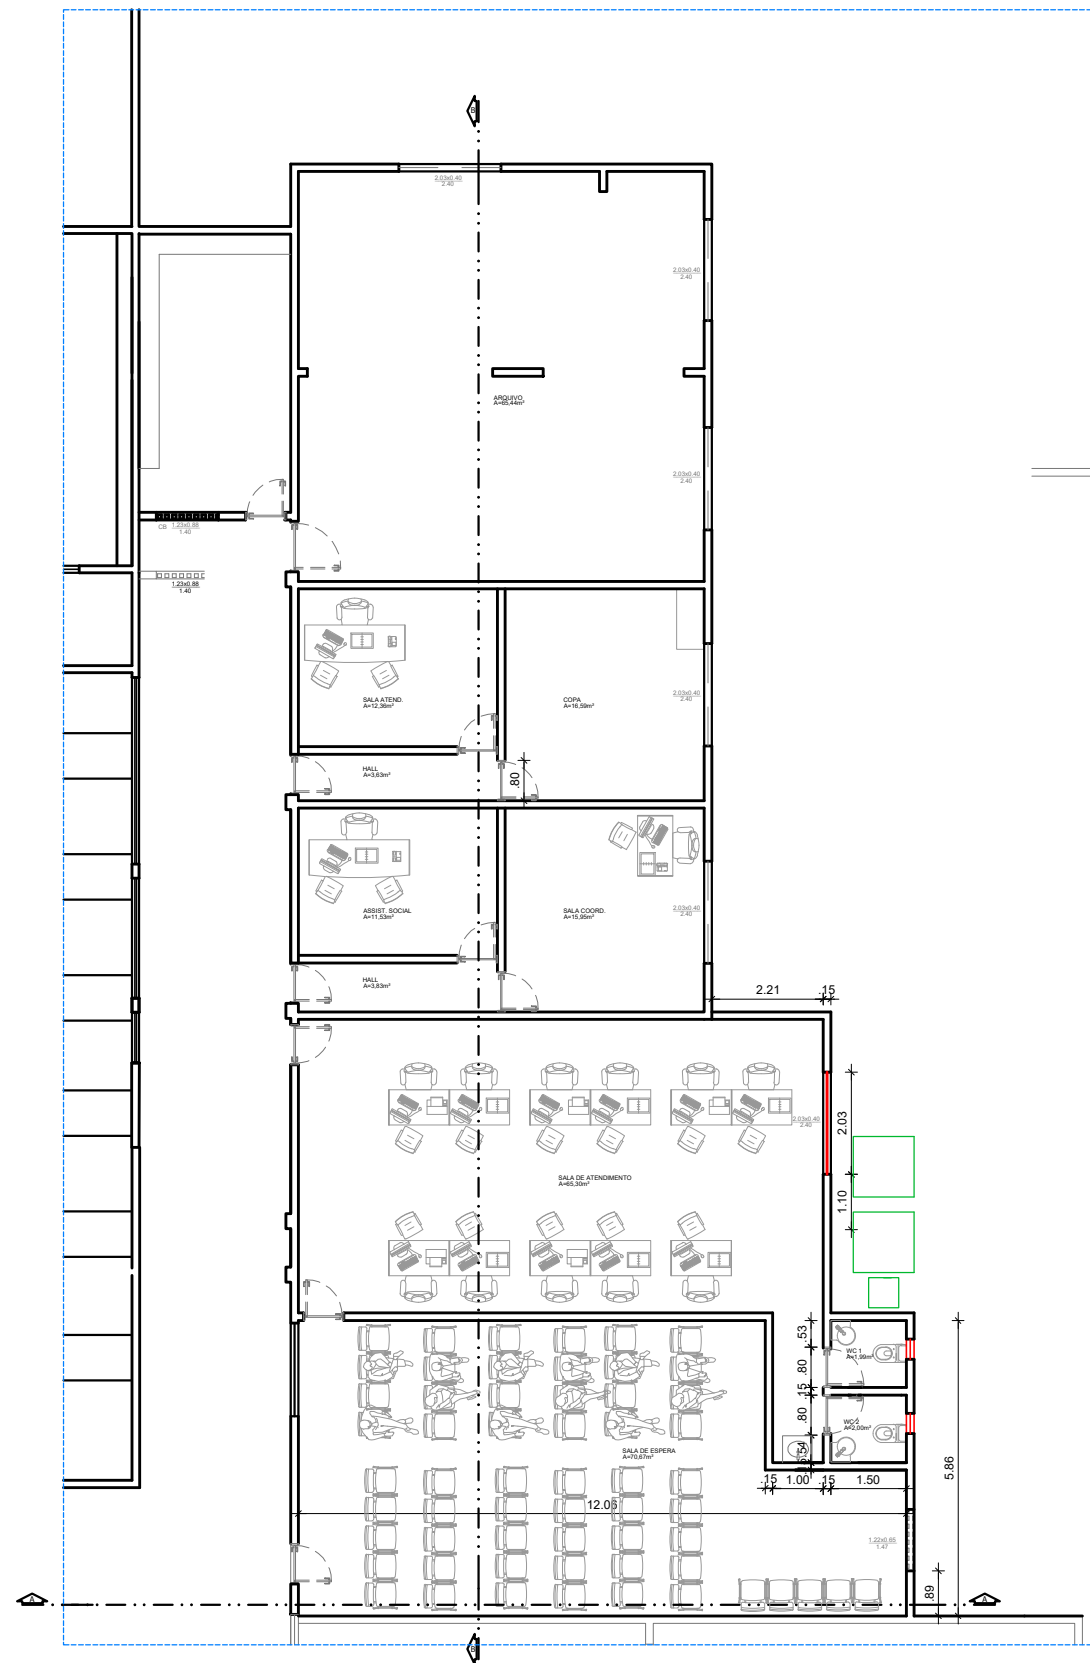 B
2.03x0.40
2.40
2.03x0.40
2.40
ARQUIVO
A=65,44m²
2.03x0.40
2.40
CB
1.23x0.88
1.40
1.23x0.88
1.40
SALA ATEND.
A=12,36m²
COPA
A=16,59m²
2.03x0.40
2.40
HALL
A=3,63m²
.80
ASSIST. SOCIAL
A=11,53m²
SALA COORD.
A=15,95m²
2.03x0.40
2.40
HALL
A=3,83m²
2.21
.15
2.03x0.40
2.40
2.03
1.10
SALA DE ATENDIMENTO
A=65,30m²
.53
WC 1
A=1,99m²
.80
.15
.80
WC 2
A=2,00m²
.54
SALA DE ESPERA
A=70,67m²
5.86
.15
1.00
.15
1.50
12.06
1.22x0.65
1.47
.89
A
A
B